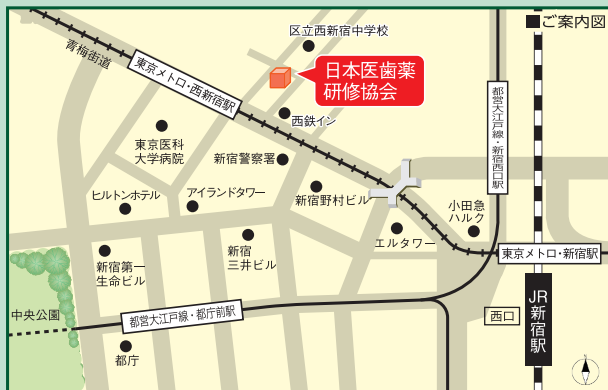 区立西新宿中学校
■ご案内図
青梅街道
東京メトロ・西新宿駅
日本医歯薬
研修協会
都営大江戸線・新宿西口駅
西鉄イン
東京医科
大学病院
新宿警察署
ヒルトンホテル
アイランドタワー
新宿野村ビル
小田急
ハルク
エルタワー
新宿
三井ビル
東京メトロ・新宿駅
新宿第一
生命ビル
JR新宿駅
中央公園
都営大江戸線・都庁前駅
西口
都庁